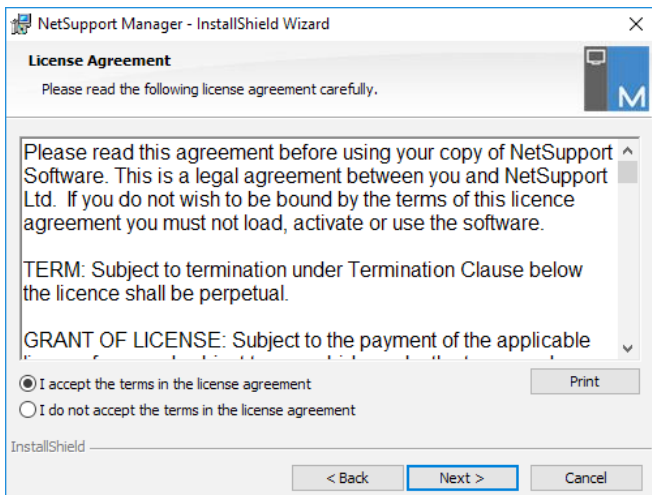 NetSupport Manager - InstallShield Wizard
License Agreement
Please read the following license agreement carefully.
M
Please read this agreement before using your copy of NetSupport
Software. This is a legal agreement between you and NetSupport
Ltd. If you do not wish to be bound by the terms of this licence
agreement you must not load, activate or use the software.
TERM: Subject to termination under Termination Clause below
the licence shall be perpetual.
GRANT OF LICENSE: Subject to the payment of the applicable
I accept the terms in the license agreement
Print
I do not accept the terms in the license agreement
InstallShield
< Back
Next >
Cancel